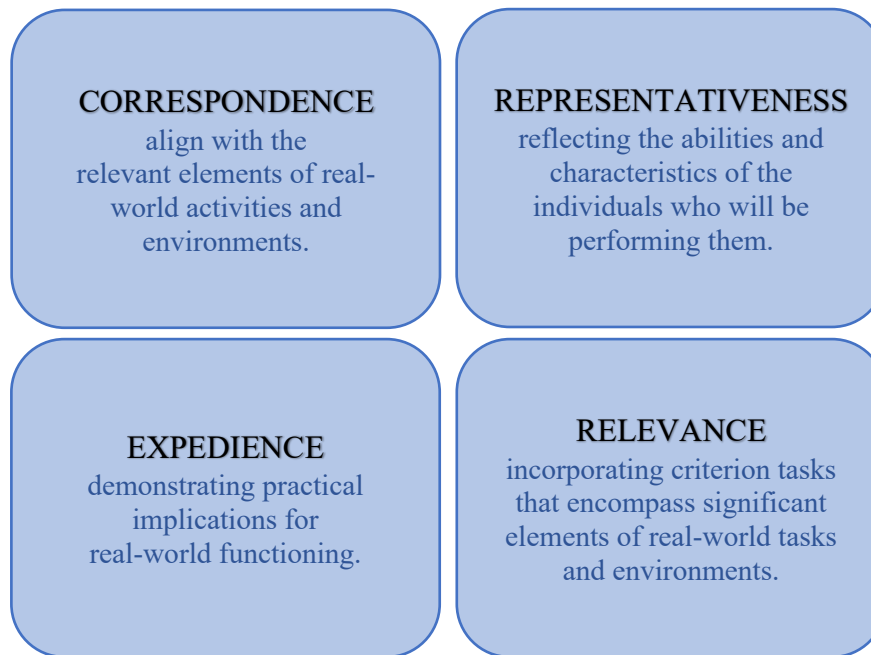 CORRESPONDENCE
align with the
relevant elements of real-
world activities and
environments.
REPRESENTATIVENESS
reflecting the abilities and
characteristics of the
individuals who will be
performing them.
EXPEDIENCE
demonstrating practical
implications for
real-world functioning.
RELEVANCE
incorporating criterion tasks
that encompass significant
elements of real-world tasks
and environments.